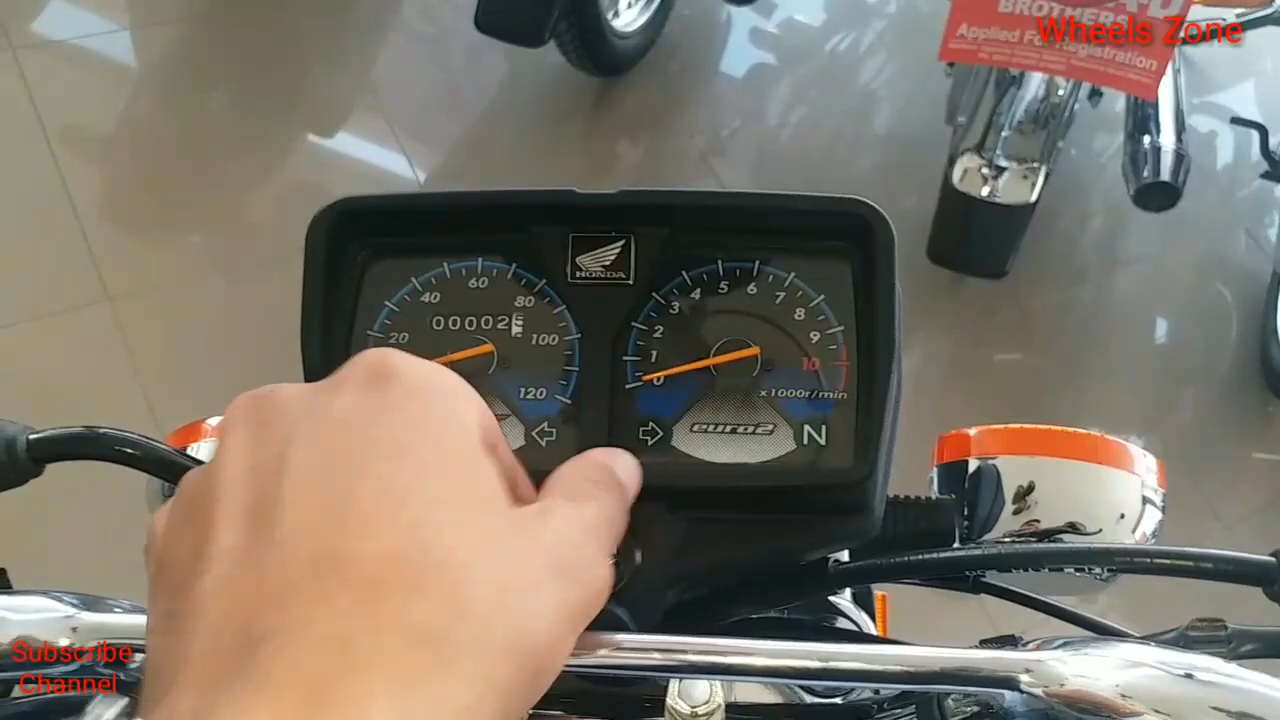 BROTHERS
Applied For Registration
Wheels Zone
HONDA
20
40
60
80
100
120
00002
0
1
2
3
4
5
6
7
8
9
10
x1000r/min
euro2
N
Subscribe
Channel